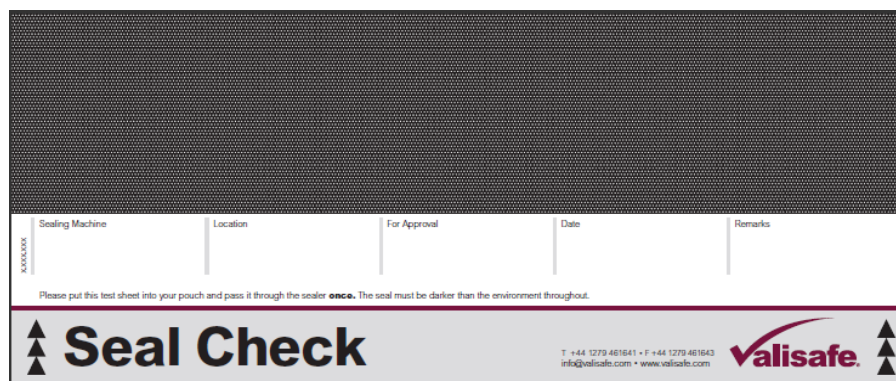 Sealing Machine Location For Approval Date Remarks
x.xxx.xxx
Please put this test sheet into your pouch and pass it through the sealer once. The seal must be darker than the environment throughout.
Seal Check
T +44 1279 461641 • F +44 1279 461643
info@valisafe.com • www.valisafe.com
Valisafe.